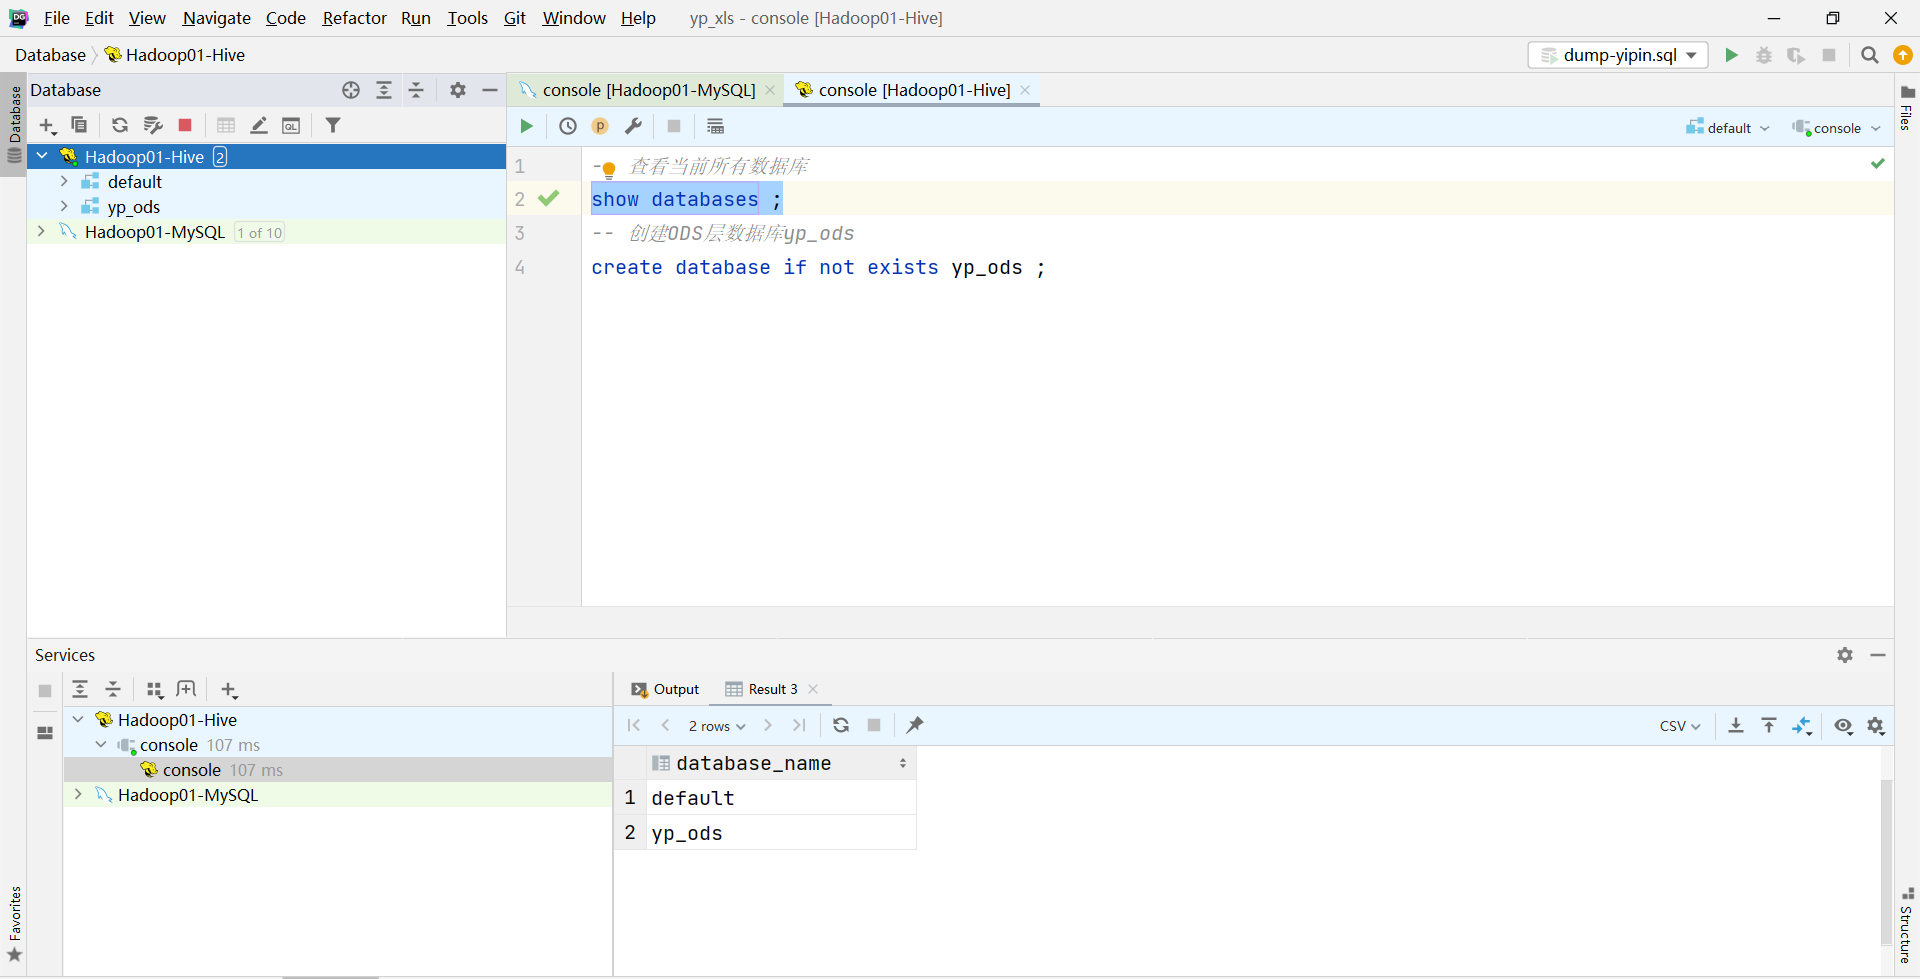 File Edit View Navigate Code Refactor Run Tools Git Window Help yp_xls - console [Hadoop01-Hive]
Database Hadoop01-Hive dump-yipin.sql
Database
Database
Files
console [Hadoop01-MySQL] console [Hadoop01-Hive]
default console
Hadoop01-Hive 2
default
yp_ods
Hadoop01-MySQL 1 of 10
1 - 查看当前所有数据库
2 show databases ;
3 -- 创建ODS层数据库yp_ods
4 create database if not exists yp_ods ;
Services
Hadoop01-Hive
console 107 ms
console 107 ms
Hadoop01-MySQL
Output Result 3
2 rows CSV
database_name
1 default
2 yp_ods
Favorites
Structure